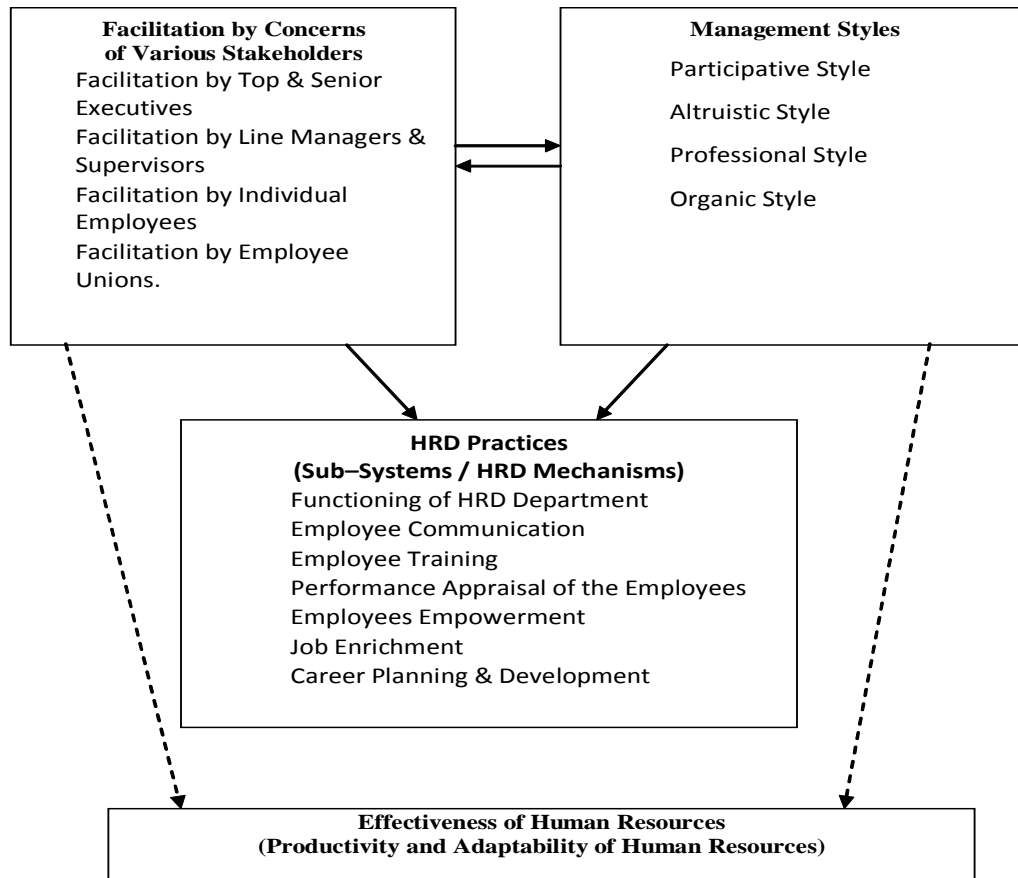 Facilitation by Concerns
of Various Stakeholders
Facilitation by Top & Senior
Executives
Facilitation by Line Managers &
Supervisors
Facilitation by Individual
Employees
Facilitation by Employee
Unions.
Management Styles
Participative Style
Altruistic Style
Professional Style
Organic Style
HRD Practices
(Sub–Systems / HRD Mechanisms)
Functioning of HRD Department
Employee Communication
Employee Training
Performance Appraisal of the Employees
Employees Empowerment
Job Enrichment
Career Planning & Development
Effectiveness of Human Resources
(Productivity and Adaptability of Human Resources)